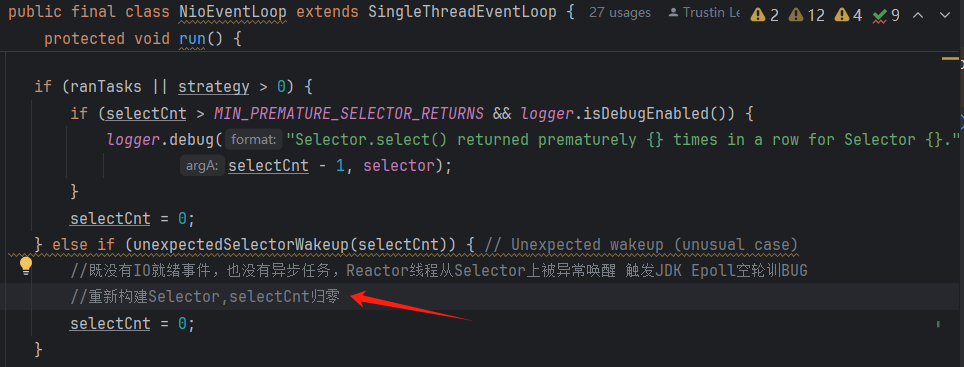 public final class NioEventLoop extends SingleThreadEventLoop { 27 usages Trustin Le 2 12 4 9
protected void run() {
if (ranTasks || strategy > 0) {
if (selectCnt > MIN_PREMATURE_SELECTOR_RETURNS && logger.isDebugEnabled()) {
logger.debug( format: "Selector.select() returned prematurely {} times in a row for Selector {}."
argA: selectCnt - 1, selector);
}
selectCnt = 0;
} else if (unexpectedSelectorWakeup(selectCnt)) { // Unexpected wakeup (unusual case)
//既没有IO就绪事件，也没有异步任务，Reactor线程从Selector上被异常唤醒 触发JDK Epoll空轮训BUG
//重新构建Selector,selectCnt归零
selectCnt = 0;
}